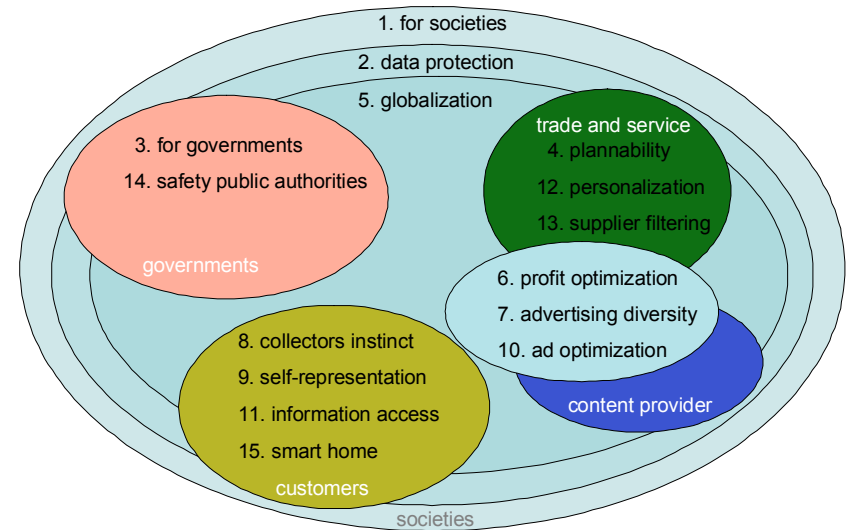 1. for societies
2. data protection
5. globalization
3. for governments
14. safety public authorities
governments
trade and service
4. plannability
12. personalization
13. supplier filtering
6. profit optimization
7. advertising diversity
10. ad optimization
content provider
8. collectors instinct
9. self-representation
11. information access
15. smart home
customers
societies